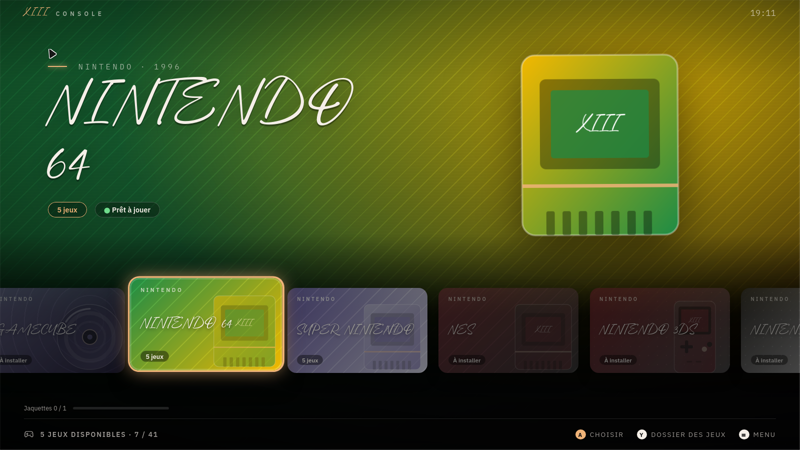 XIII CONSOLE
19:11
NINTENDO · 1996
NINTENDO
64
5 jeux
Prêt à jouer
XIII
NINTENDO
GAMECUBE
À installer
NINTENDO
NINTENDO 64
XIII
5 jeux
NINTENDO
SUPER NINTENDO
5 jeux
NINTENDO
NES
XIII
À installer
NINTENDO
NINTENDO 3DS
XIII
À installer
NINTENDO
NINTEN
À installer
Jaquettes 0 / 1
5 JEUX DISPONIBLES · 7 / 41
A CHOISIR
Y DOSSIER DES JEUX
MENU